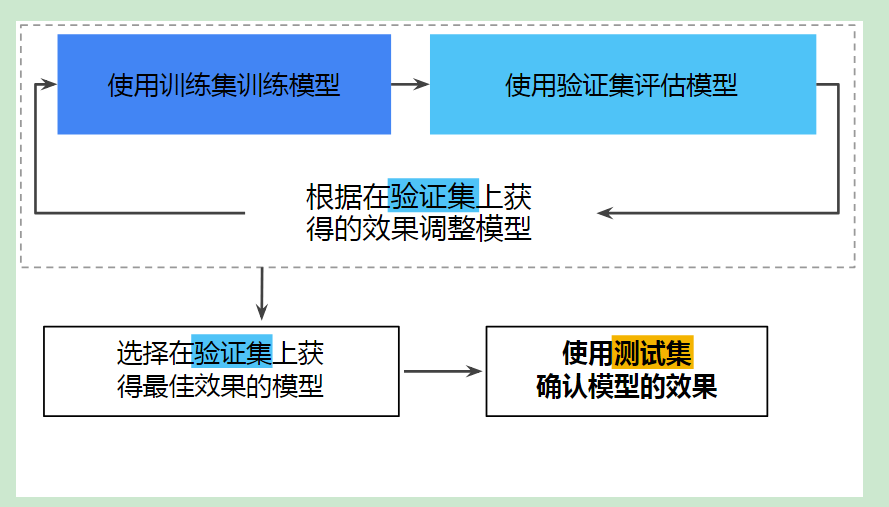 使用训练集训练模型
使用验证集评估模型
根据在验证集上获
得的效果调整模型
选择在验证集上获
得最佳效果的模型
使用测试集
确认模型的效果